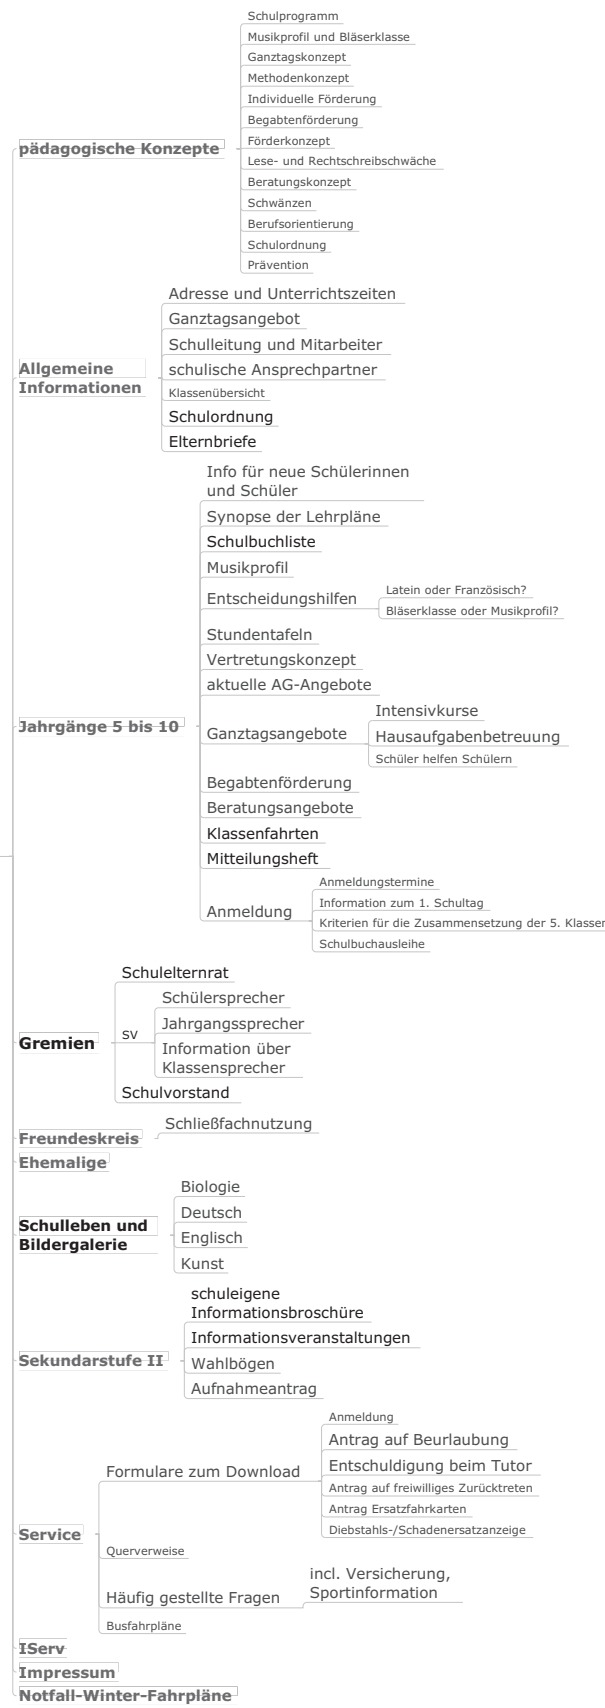 pädagogische Konzepte
Schulprogramm
Musikprofil und Bläserklasse
Ganztagskonzept
Methodenkonzept
Individuelle Förderung
Begabtenförderung
Förderkonzept
Lese- und Rechtschreibschwäche
Beratungskonzept
Schwänzen
Berufsorientierung
Schulordnung
Prävention
Allgemeine
Informationen
Adresse und Unterrichtszeiten
Ganztagsangebot
Schulleitung und Mitarbeiter
schulische Ansprechpartner
Klassenübersicht
Schulordnung
Elternbriefe
Jahrgänge 5 bis 10
Info für neue Schülerinnen
und Schüler
Synopse der Lehrpläne
Schulbuchliste
Musikprofil
Entscheidungshilfen
Latein oder Französisch?
Bläserklasse oder Musikprofil?
Stundentafeln
Vertretungskonzept
aktuelle AG-Angebote
Ganztagsangebote
Intensivkurse
Hausaufgabenbetreuung
Schüler helfen Schülern
Begabtenförderung
Beratungsangebote
Klassenfahrten
Mitteilungsheft
Anmeldung
Anmeldungstermine
Information zum 1. Schultag
Kriterien für die Zusammensetzung der 5. Klassen
Schulbuchausleihe
Gremien
Schulelternrat
SV
Schülersprecher
Jahrgangssprecher
Information über
Klassensprecher
Schulvorstand
Freundeskreis
Schließfachnutzung
Ehemalige
Schulleben und
Bildergalerie
Biologie
Deutsch
Englisch
Kunst
Sekundarstufe II
schuleigene
Informationsbroschüre
Informationsveranstaltungen
Wahlbögen
Aufnahmeantrag
Service
Formulare zum Download
Anmeldung
Antrag auf Beurlaubung
Entschuldigung beim Tutor
Antrag auf freiwilliges Zurücktreten
Antrag Ersatzfahrkarten
Diebstahls-/Schadenersatzanzeige
Querverweise
Häufig gestellte Fragen
incl. Versicherung,
Sportinformation
Busfahrpläne
IServ
Impressum
Notfall-Winter-Fahrpläne